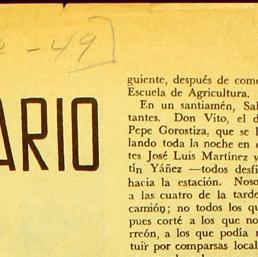 -49]
ARIO
guiente, después de come
Escuela de Agricultura.
En un santiamén, Sal
tantes. Don Vito, el d
Pepe Gorostiza, que se h
lando toda la noche en e
tes José Luis Martínez y
tín Yáñez —todos desfi
hacia la estación. Noso
a las cuatro de la tarde
camión; no todos los qu
pues corté a los que no
rreón, a los que podía r
tuir por comparsas local